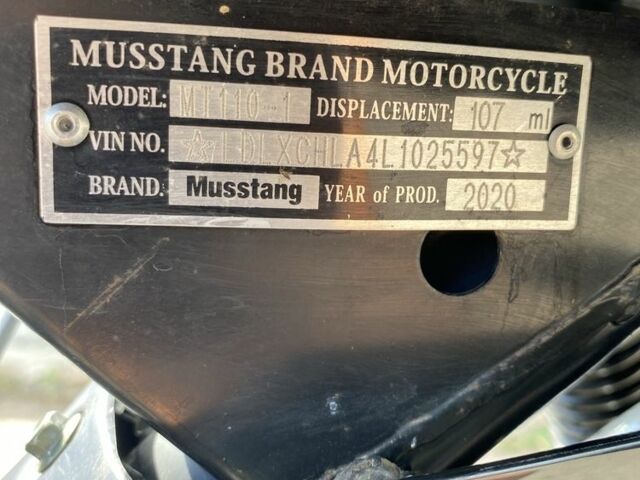 MUSSTANG BRAND MOTORCYCLE
MODEL: MT110-1 DISPLACEMENT: 107 ml
VIN NO. ☆LDLXCHLA4L1025597☆
BRAND: Musstang YEAR of PROD. 2020